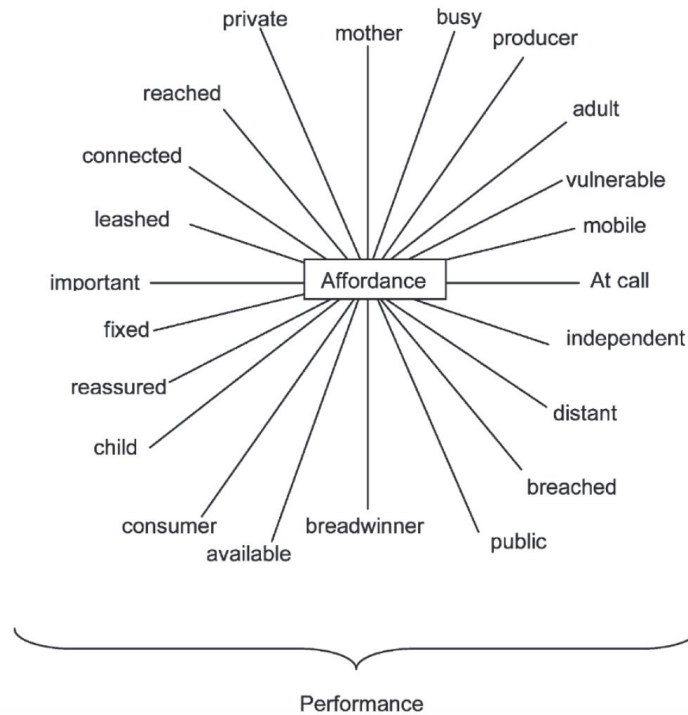 private
mother
busy
producer
reached
adult
connected
vulnerable
leashed
mobile
important
Affordance
At call
fixed
independent
reassured
distant
child
breached
consumer
breadwinner
available
public
Performance